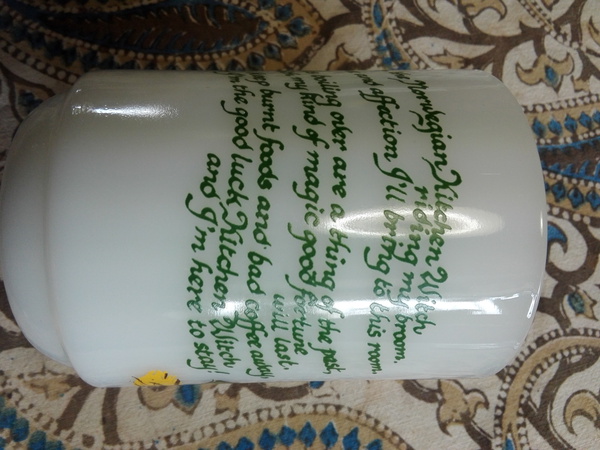 Norwegian Kitchen Witch
riding my broom,
affection I'll bring to this room.
over are a thing of the past,
my kind of magic good fortune
will last.
burnt foods and bad coffee away
I'm the good luck Kitchen Witch,
and I'm here to stay!